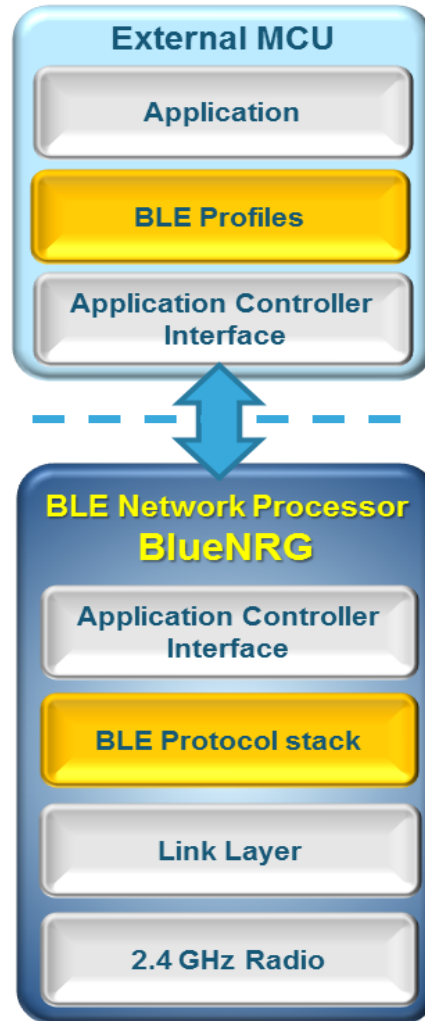 External MCU
Application
BLE Profiles
Application Controller
Interface
BLE Network Processor
BlueNRG
Application Controller
Interface
BLE Protocol stack
Link Layer
2.4 GHz Radio